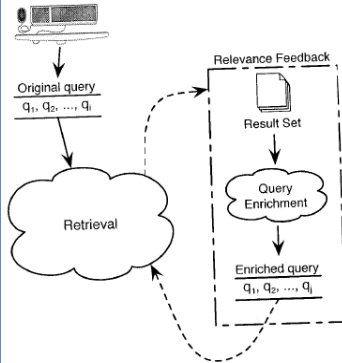 Original query
q1, q2, ..., qi
Retrieval
Relevance Feedback
Result Set
Query
Enrichment
Enriched query
q1, q2, ..., qj